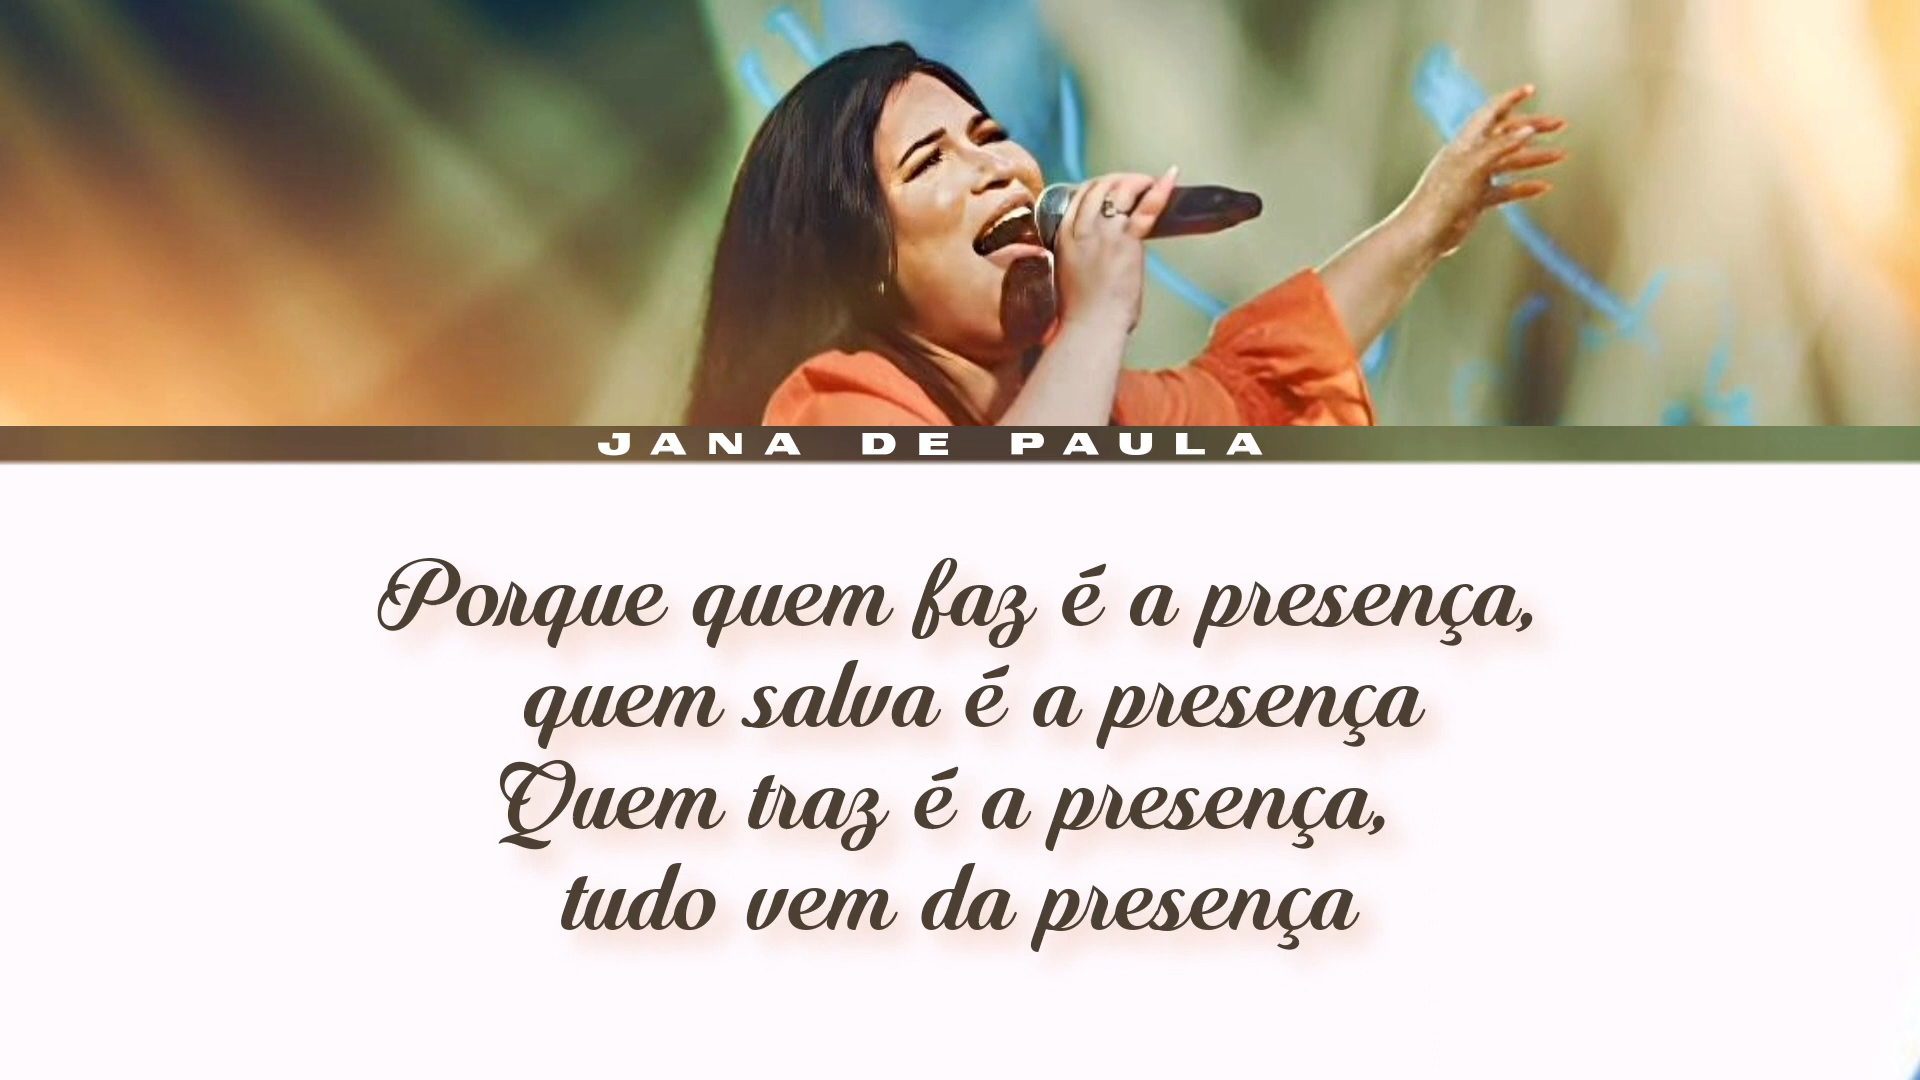 JANA DE PAULA
Porque quem faz é a presença,
quem salva é a presença
Quem traz é a presença,
tudo vem da presença